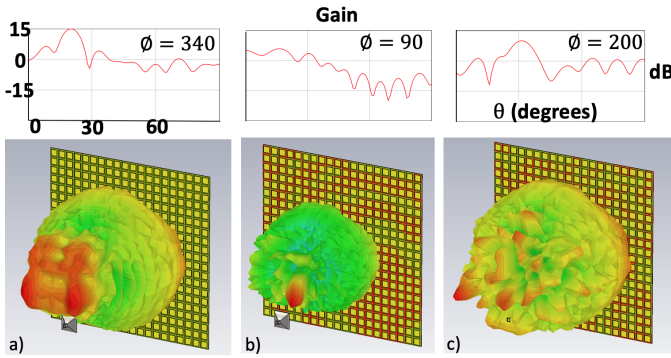 Gain
15
0
-15
Ø = 340
Ø = 90
Ø = 200
dB
0
30
60
θ (degrees)
a)
b)
c)